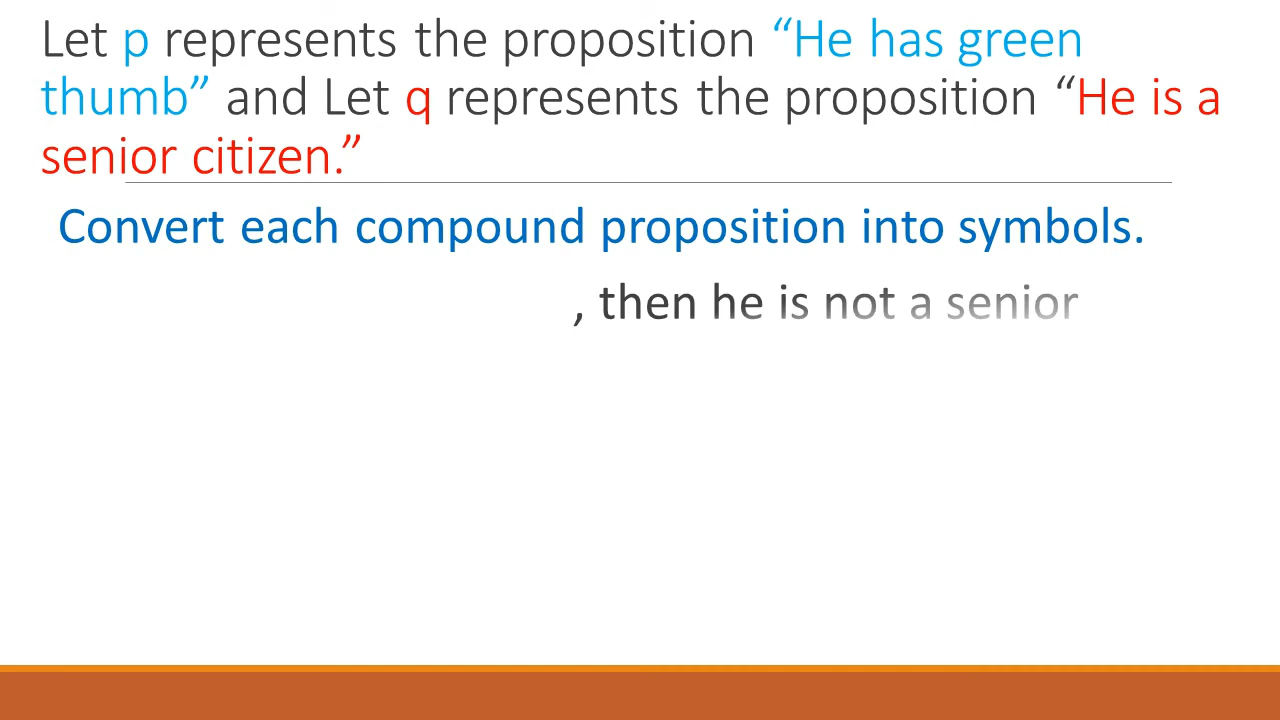 Let p represents the proposition “He has green
thumb” and Let q represents the proposition “He is a
senior citizen.”
Convert each compound proposition into symbols.
, then he is not a senior